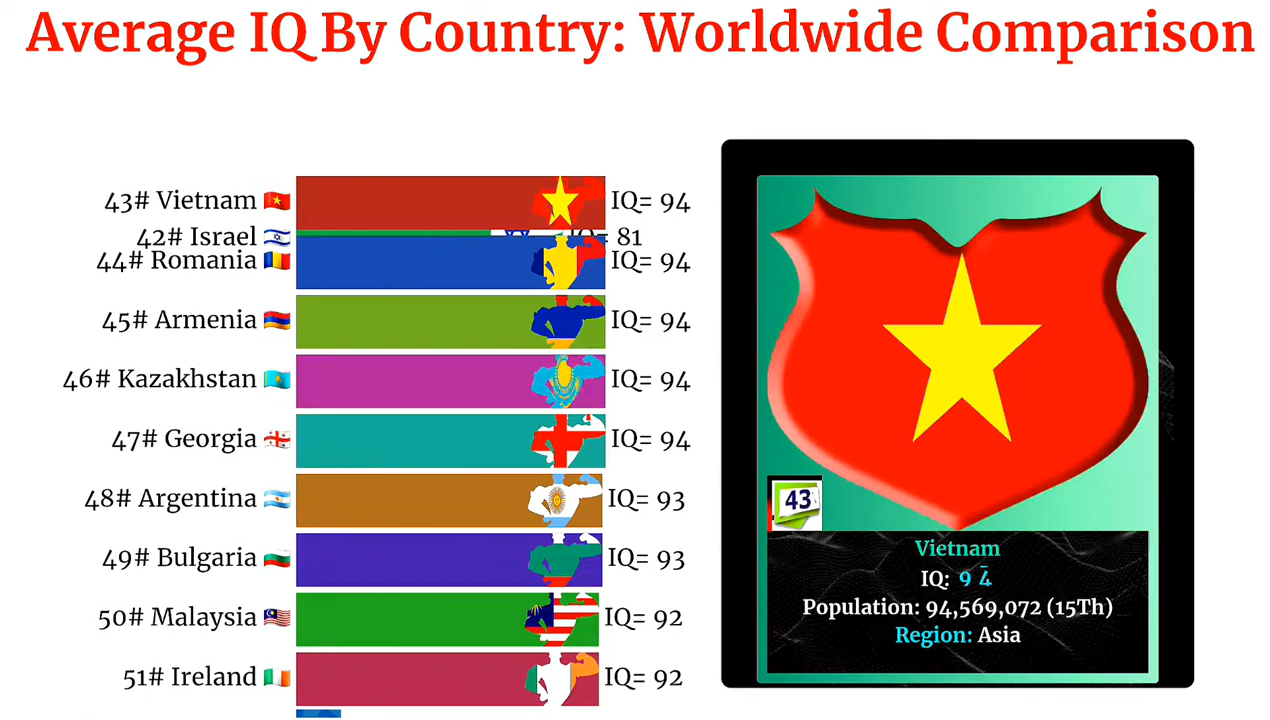 Average IQ By Country: Worldwide Comparison
43# Vietnam IQ= 94
42# Israel IQ= 81
44# Romania IQ= 94
45# Armenia IQ= 94
46# Kazakhstan IQ= 94
47# Georgia IQ= 94
48# Argentina IQ= 93
49# Bulgaria IQ= 93
50# Malaysia IQ= 92
51# Ireland IQ= 92
43
Vietnam
IQ: 94
Population: 94,569,072 (15Th)
Region: Asia